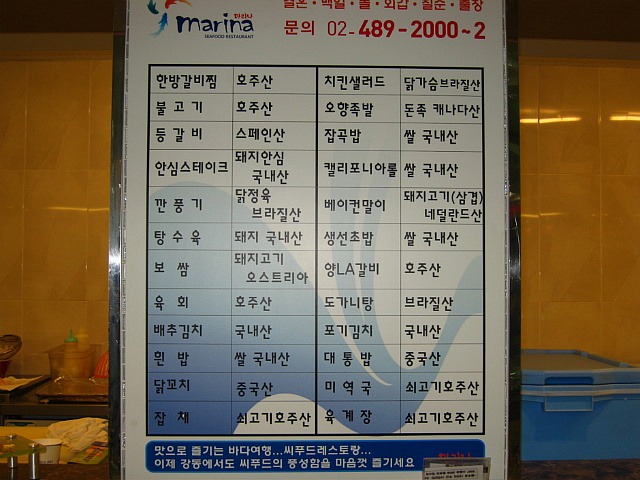 결혼 · 백일 · 돌 · 회갑 · 칠순 · 출장
marina 마리나
SEAFOOD RESTAURANT
문의 02-489-2000~2
한방갈비찜 호주산 치킨샐러드 닭가슴브라질산
불고기 호주산 오향족발 돈족 캐나다산
등갈비 스페인산 잡곡밥 쌀 국내산
안심스테이크 돼지안심 국내산 캘리포니아롤 쌀 국내산
깐풍기 닭정육 브라질산 베이컨말이 돼지고기(삼겹) 네덜란드산
탕수육 돼지 국내산 생선초밥 쌀 국내산
보쌈 돼지고기 오스트리아 양LA갈비 호주산
육회 호주산 도가니탕 브라질산
배추김치 국내산 포기김치 국내산
흰밥 쌀 국내산 대통밥 중국산
닭꼬치 중국산 미역국 쇠고기호주산
잡채 쇠고기호주산 육계장 쇠고기호주산
맛으로 즐기는 바다여행...씨푸드레스토랑...
이제 강동에서도 씨푸드의 풍성함을 마음껏 즐기세요